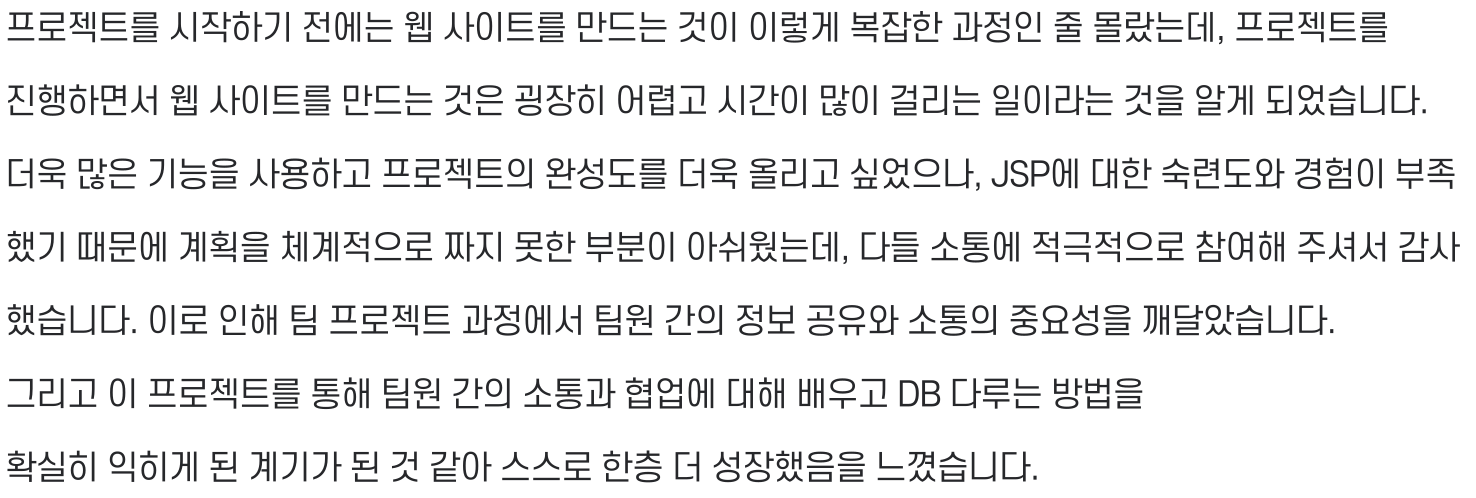 프로젝트를 시작하기 전에는 웹 사이트를 만드는 것이 이렇게 복잡한 과정인 줄 몰랐는데, 프로젝트를
진행하면서 웹 사이트를 만드는 것은 굉장히 어렵고 시간이 많이 걸리는 일이라는 것을 알게 되었습니다.
더욱 많은 기능을 사용하고 프로젝트의 완성도를 더욱 올리고 싶었으나, JSP에 대한 숙련도와 경험이 부족
했기 때문에 계획을 체계적으로 짜지 못한 부분이 아쉬웠는데, 다들 소통에 적극적으로 참여해 주셔서 감사
했습니다. 이로 인해 팀 프로젝트 과정에서 팀원 간의 정보 공유와 소통의 중요성을 깨달았습니다.
그리고 이 프로젝트를 통해 팀원 간의 소통과 협업에 대해 배우고 DB 다루는 방법을
확실히 익히게 된 계기가 된 것 같아 스스로 한층 더 성장했음을 느꼈습니다.